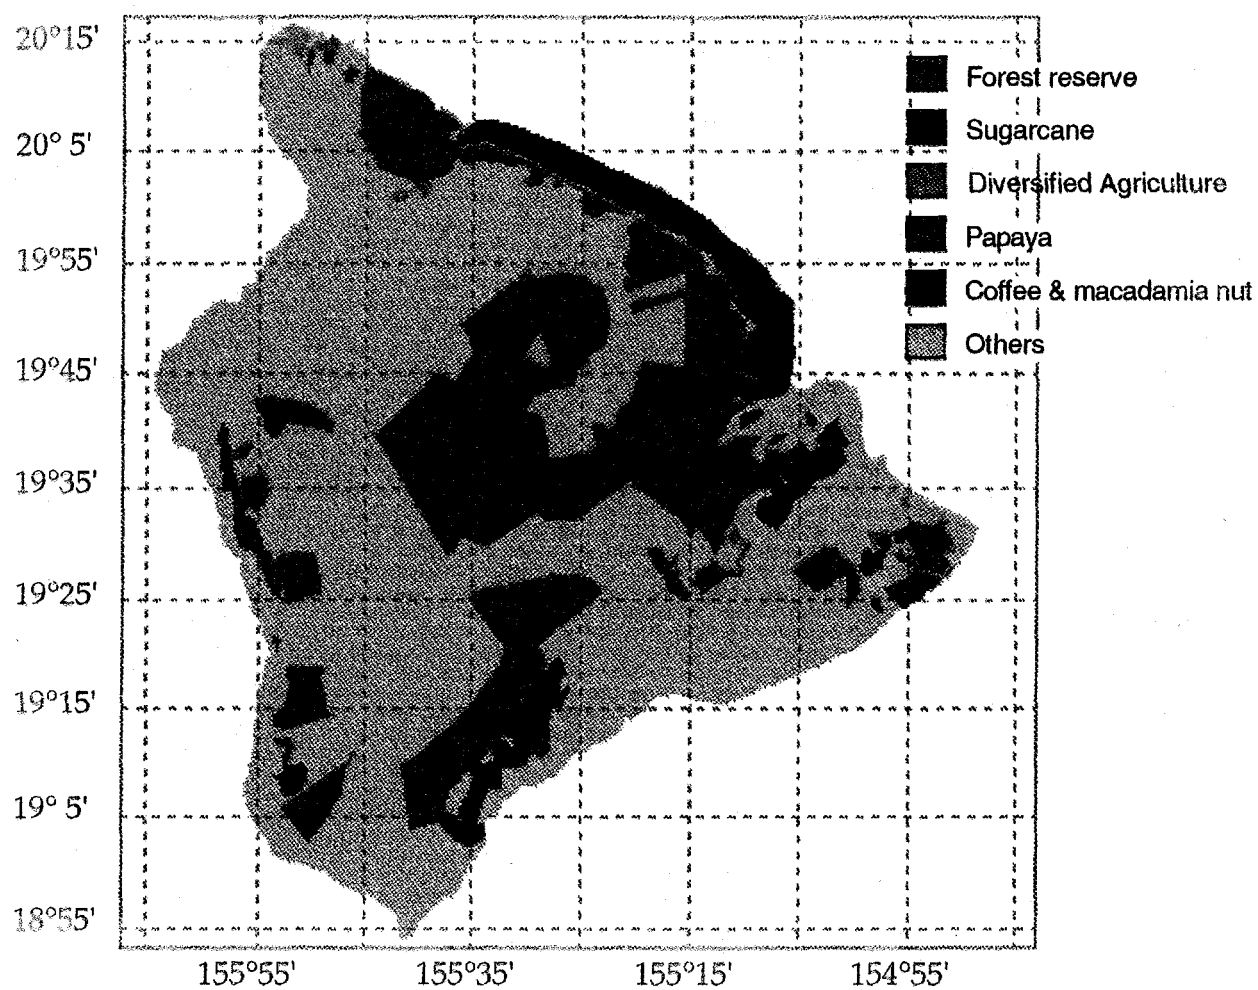 20°15'
20° 5'
19°55'
19°45'
19°35'
19°25'
19°15'
19° 5'
18°55'
Forest reserve
Sugarcane
Diversified Agriculture
Papaya
Coffee & macadamia nut
Others
155°55' 155°35' 155°15' 154°55'